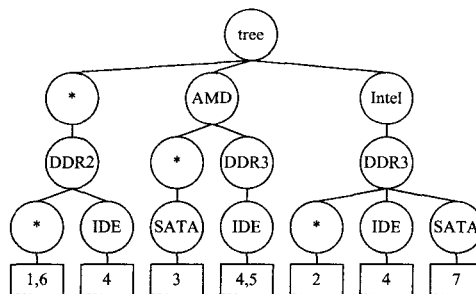 tree
* AMD Intel
DDR2 * DDR3 DDR3
* IDE SATA IDE * IDE SATA
1,6 4 3 4,5 2 4 7